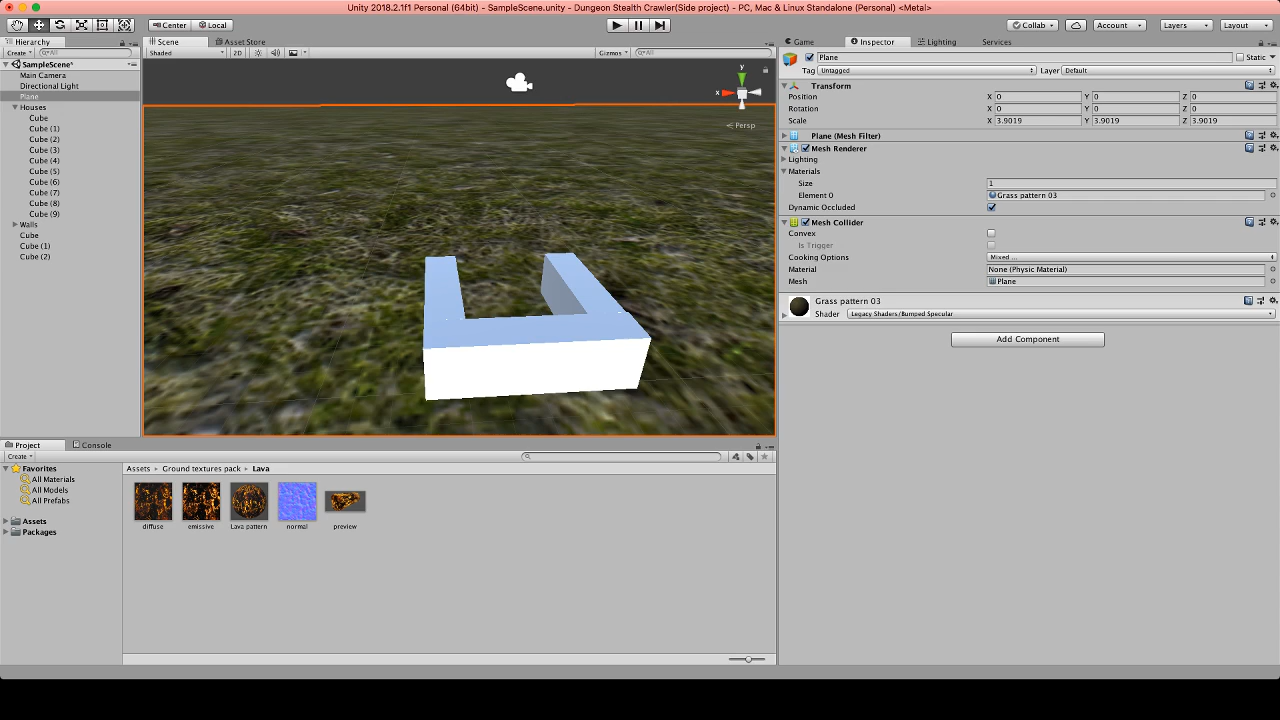 Unity 2018.2.1f1 Personal (64bit) - SampleScene.unity - Dungeon Stealth Crawler(Side project) - PC, Mac & Linux Standalone (Personal) <Metal>
Center Local Collab Account Layers Layout
Hierarchy
Create All
SampleScene*
Main Camera
Directional Light
Plane
Houses
Cube
Cube (1)
Cube (2)
Cube (3)
Cube (4)
Cube (5)
Cube (6)
Cube (7)
Cube (8)
Cube (9)
Walls
Cube
Cube (1)
Cube (2)
Scene Asset Store
Shaded 2D Gizmos All
y
x
Persp
Game Inspector Lighting Services
Plane Static
Tag Untagged Layer Default
Transform
Position X 0 Y 0 Z 0
Rotation X 0 Y 0 Z 0
Scale X 3.9019 Y 3.9019 Z 3.9019
Plane (Mesh Filter)
Mesh Renderer
Lighting
Materials
Size 1
Element 0 Grass pattern 03
Dynamic Occluded
Mesh Collider
Convex
Is Trigger
Cooking Options Mixed ...
Material None (Physic Material)
Mesh Plane
Grass pattern 03
Shader Legacy Shaders/Bumped Specular
Add Component
Project Console
Create
Favorites
All Materials
All Models
All Prefabs
Assets
Packages
Assets Ground textures pack Lava
diffuse emissive Lava pattern normal preview